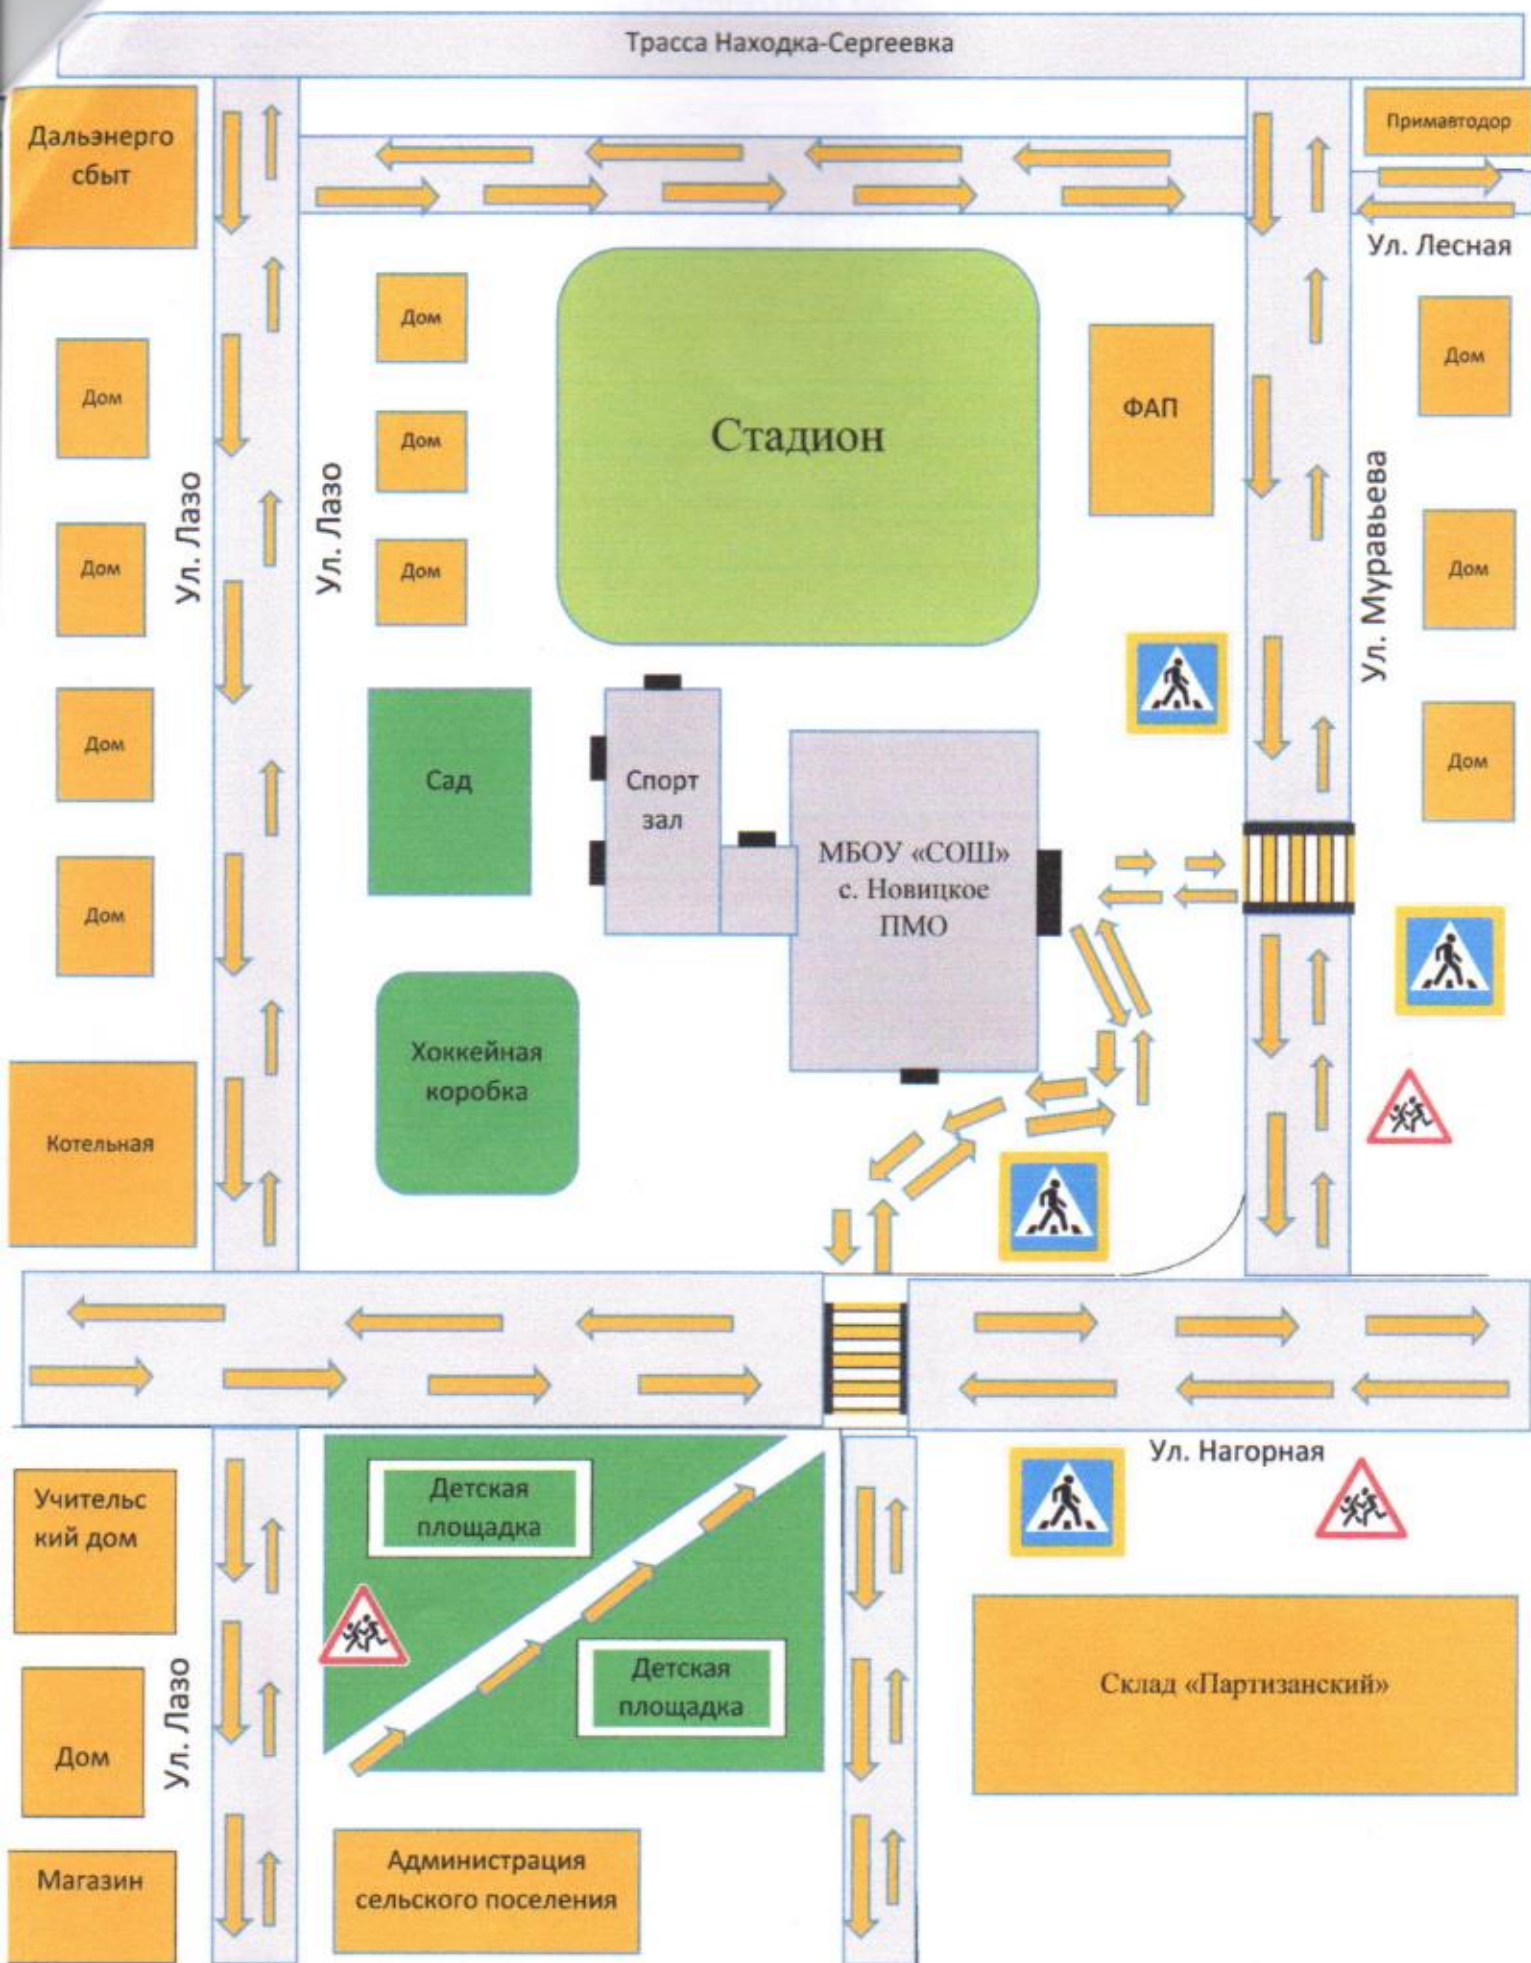 Трасса Находка-Сергеевка
Дальэнерго
сбыт
Примавтодор
Ул. Лесная
Дом
Дом
Дом
ФАП
Стадион
Дом
Дом
Ул. Лазо
Ул. Лазо
Ул. Муравьева
Дом
Дом
Дом
Дом
Дом
Сад
Спорт
зал
МБОУ «СОШ»
с. Новицкое
ПМО
Дом
Хоккейная
коробка
Котельная
Ул. Нагорная
Учительс
кий дом
Детская
площадка
Детская
площадка
Склад «Партизанский»
Ул. Лазо
Дом
Магазин
Администрация
сельского поселения